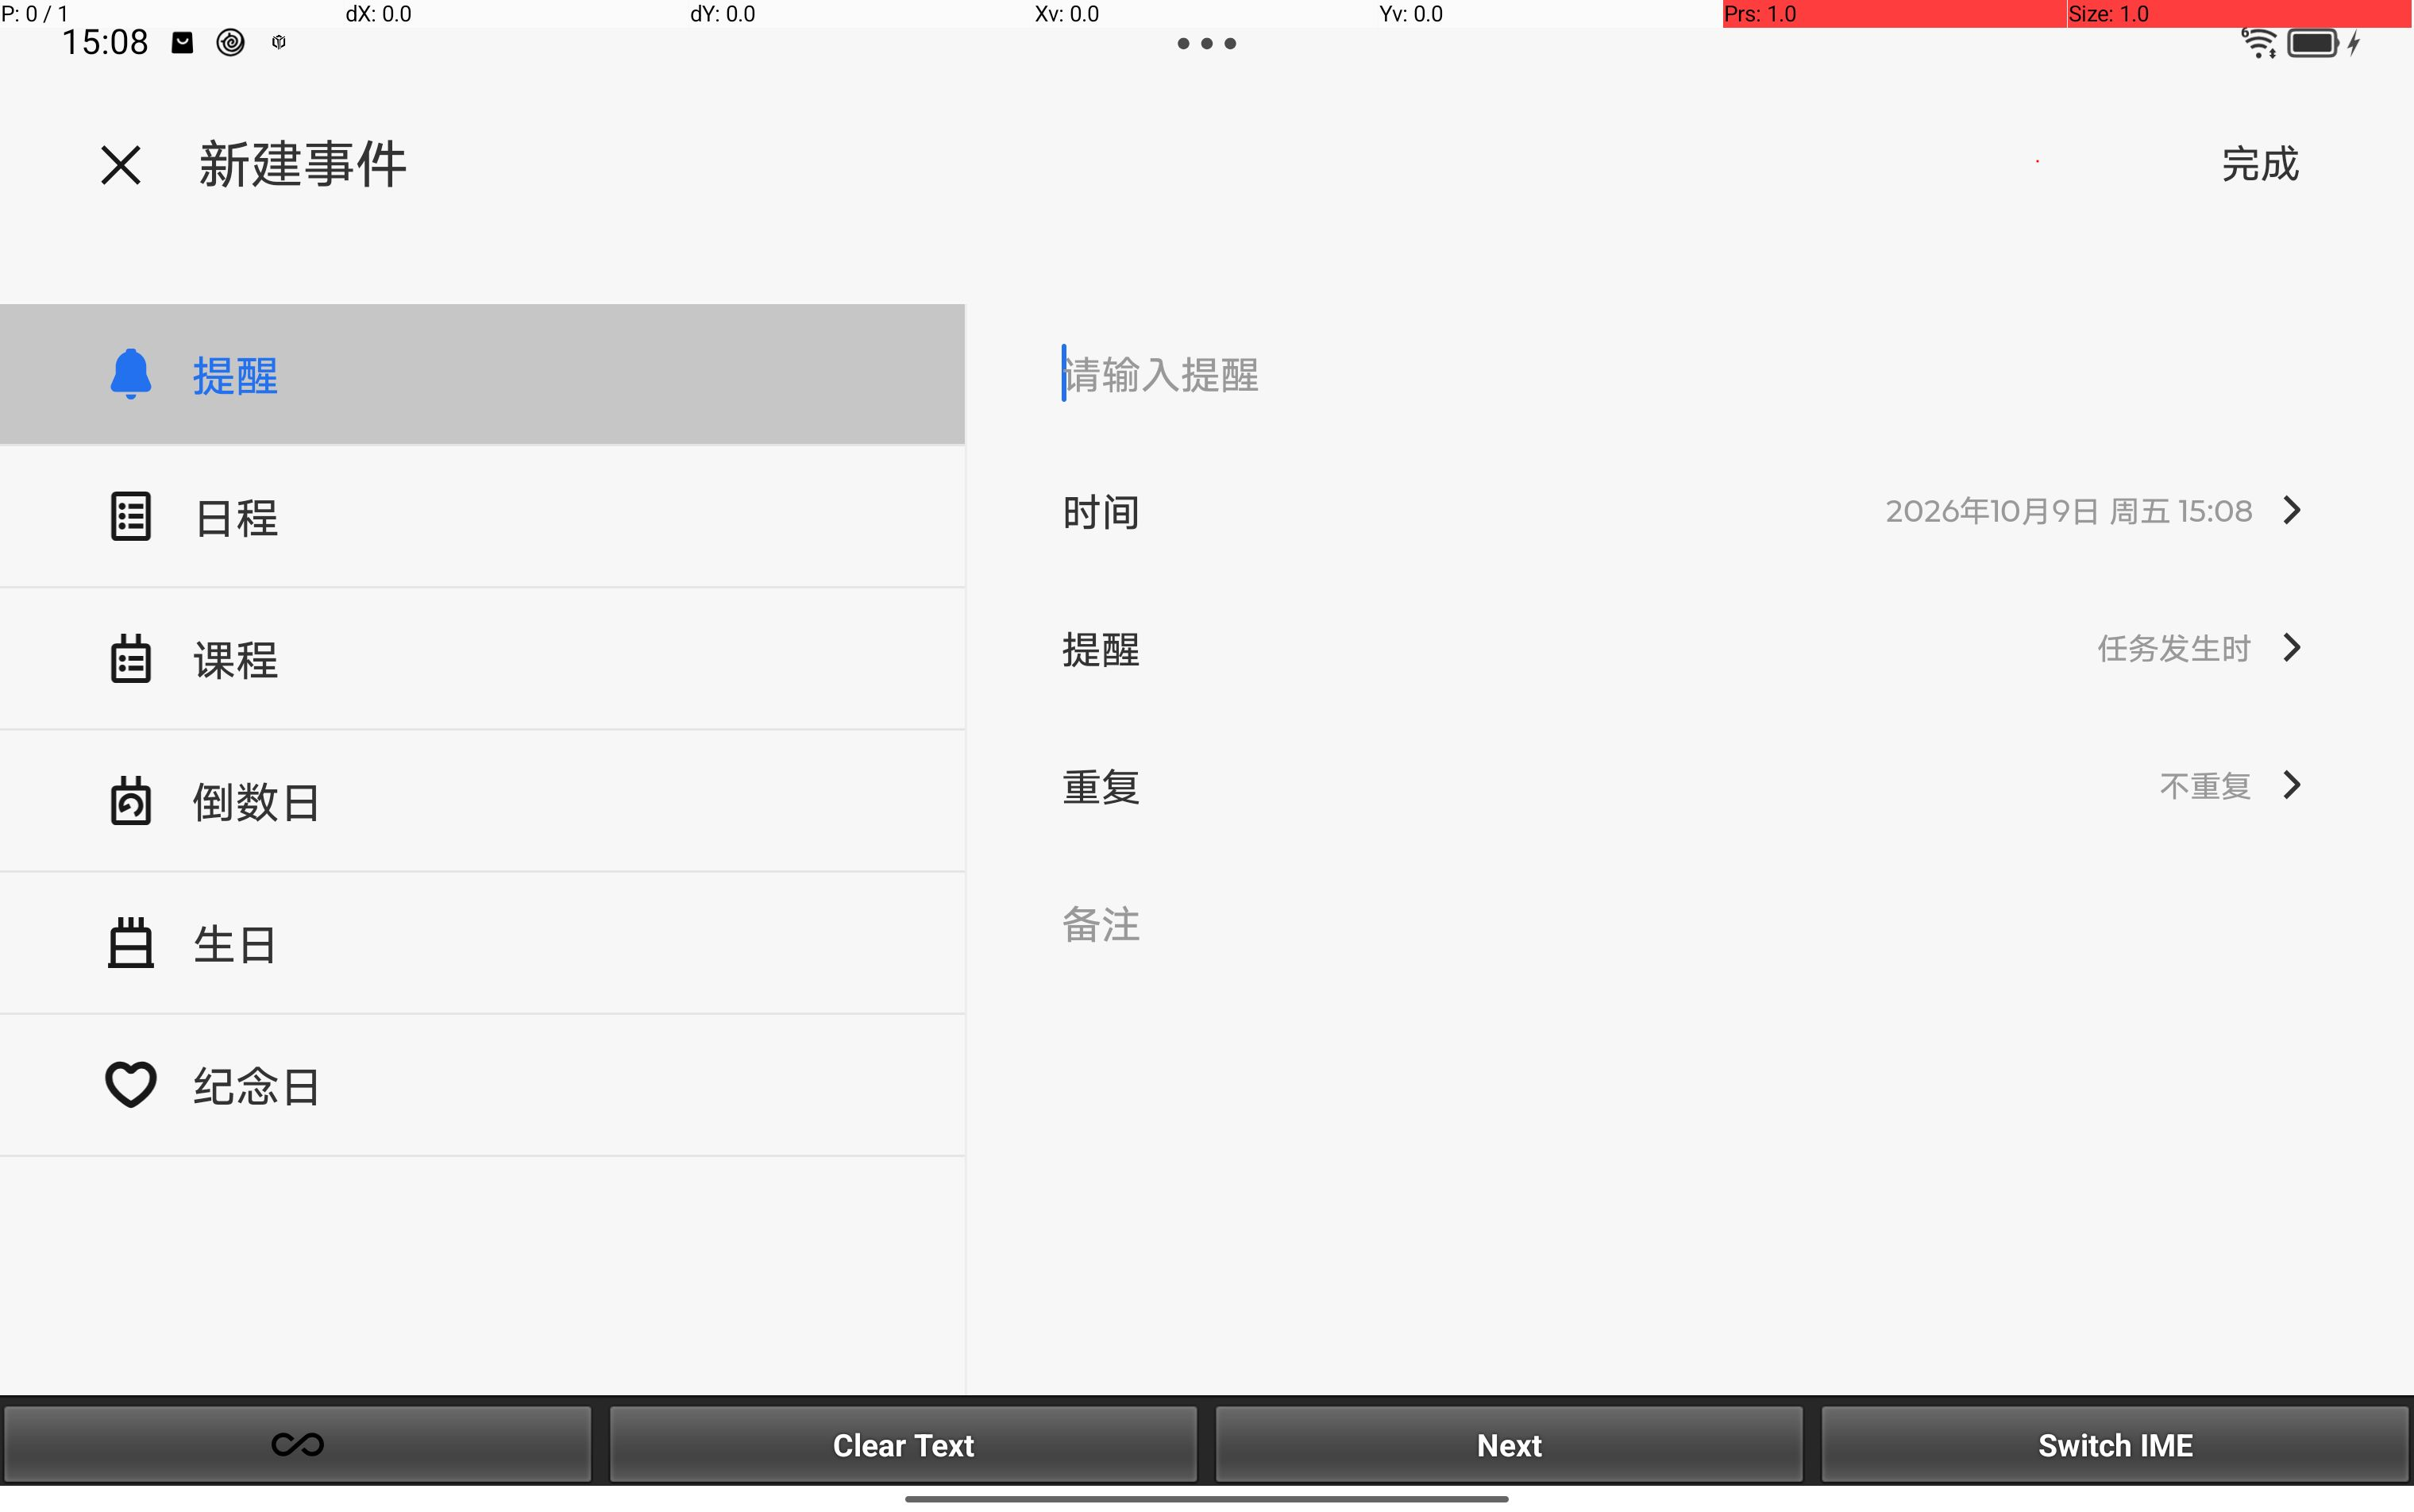 P: 0 / 1 dX: 0.0 dY: 0.0 Xv: 0.0 Yv: 0.0 Prs: 1.0 Size: 1.0
15:08
新建事件 完成
提醒
日程
课程
倒数日
生日
纪念日
请输入提醒
时间 2026年10月9日 周五 15:08
提醒 任务发生时
重复 不重复
备注
Clear Text Next Switch IME